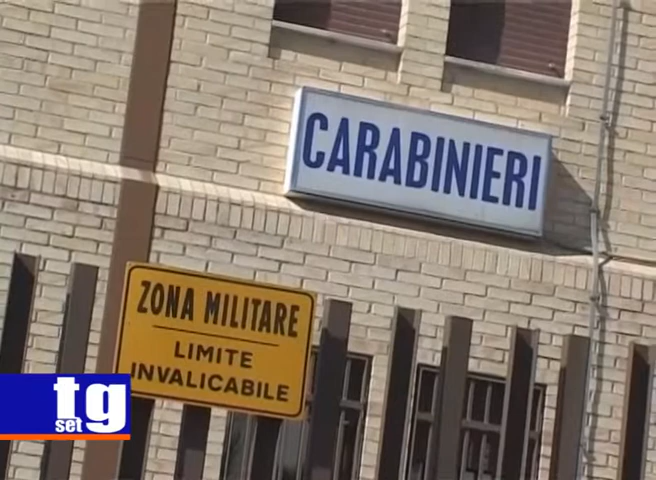 CARABINIERI
ZONA MILITARE
LIMITE
INVALICABILE
tg
set